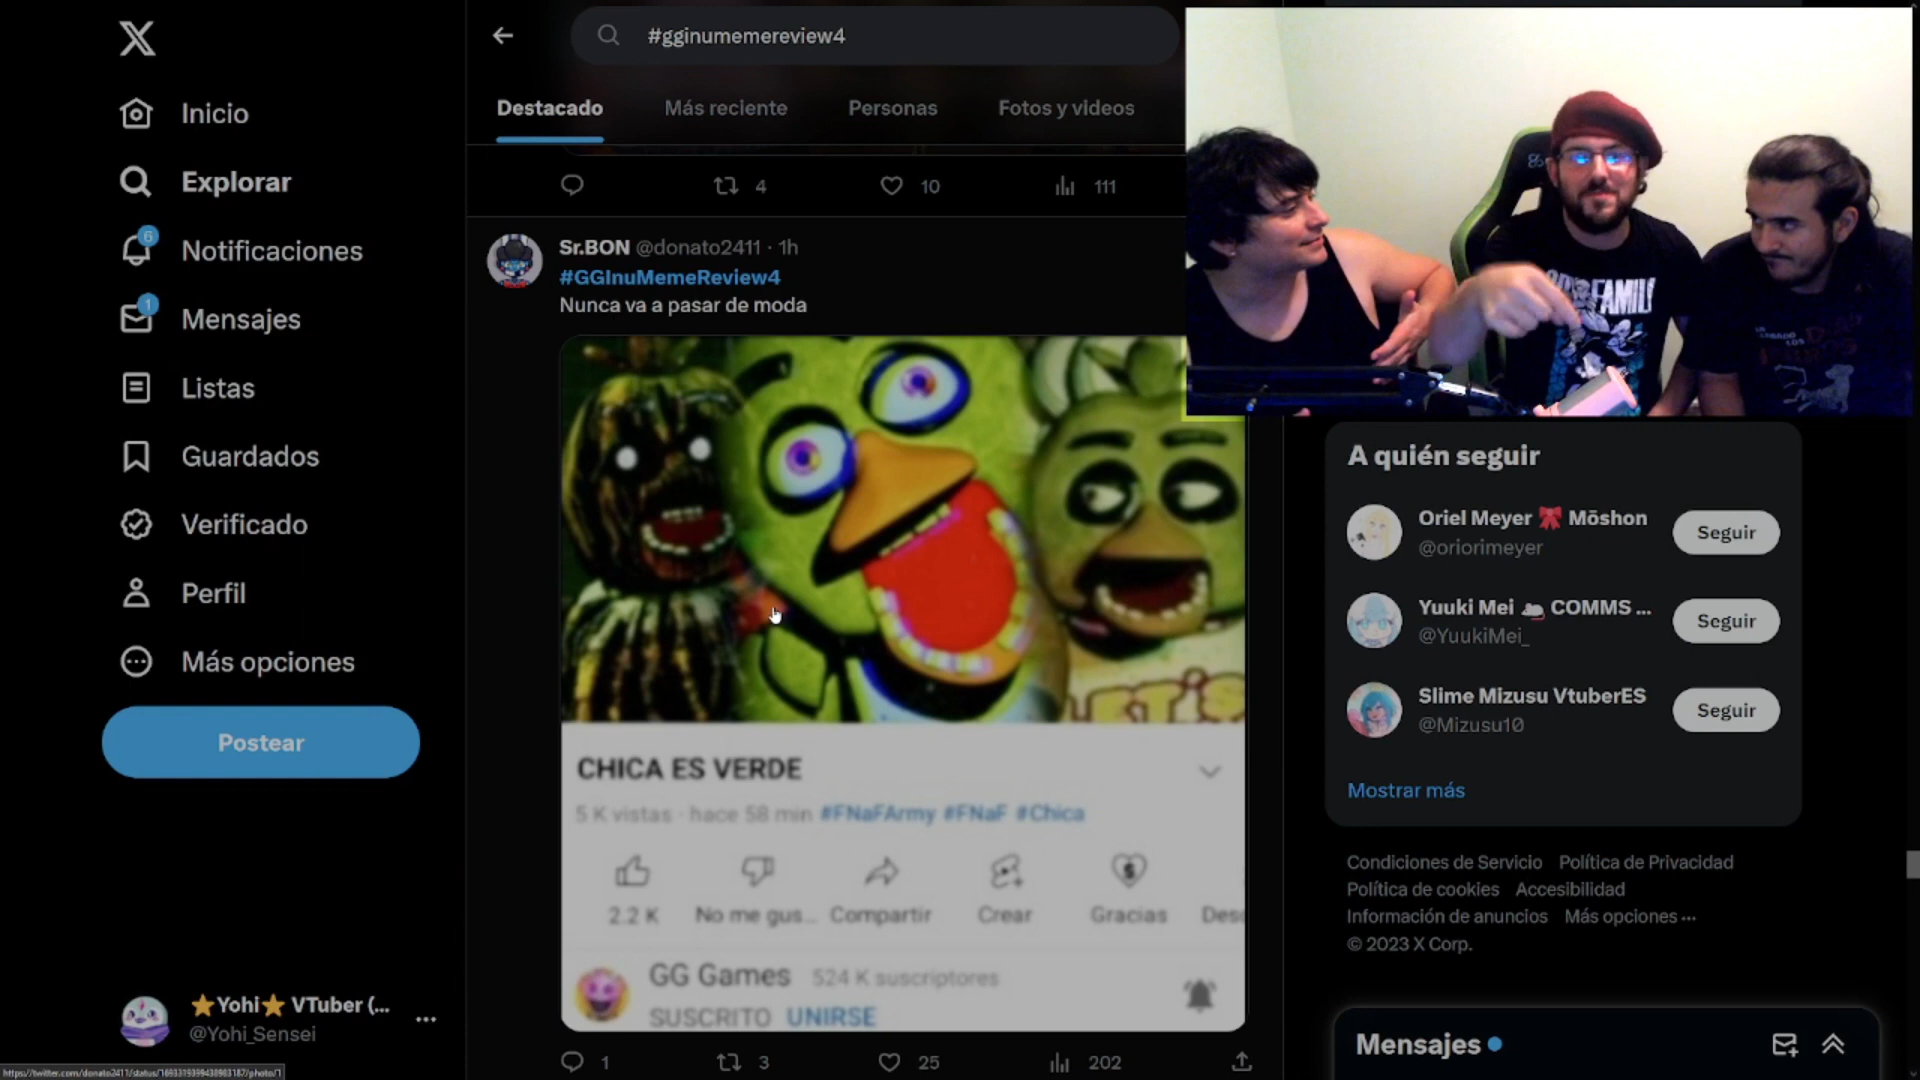 #gginumemereview4
Destacado
Más reciente
Personas
Fotos y videos
Inicio
Explorar
6
Notificaciones
1
Mensajes
Listas
Guardados
Verificado
Perfil
Más opciones
Postear
⭐Yohi⭐ VTuber (...
@Yohi_Sensei
4
10
111
Sr.BON @donato2411 · 1h
#GGInuMemeReview4
Nunca va a pasar de moda
CHICA ES VERDE
5 K vistas · hace 58 min #FNaFArmy #FNaF #Chica
2.2 K
No me gus...
Compartir
Crear
Gracias
Desc
GG Games 524 K suscriptores
SUSCRITO UNIRSE
1
3
25
202
FAMILY
A quién seguir
Oriel Meyer 🎀 Mōshon
@oriorimeyer
Seguir
Yuuki Mei 🐁 COMMS ...
@YuukiMei_
Seguir
Slime Mizusu VtuberES
@Mizusu10
Seguir
Mostrar más
Condiciones de Servicio Política de Privacidad
Política de cookies Accesibilidad
Información de anuncios Más opciones ···
© 2023 X Corp.
Mensajes